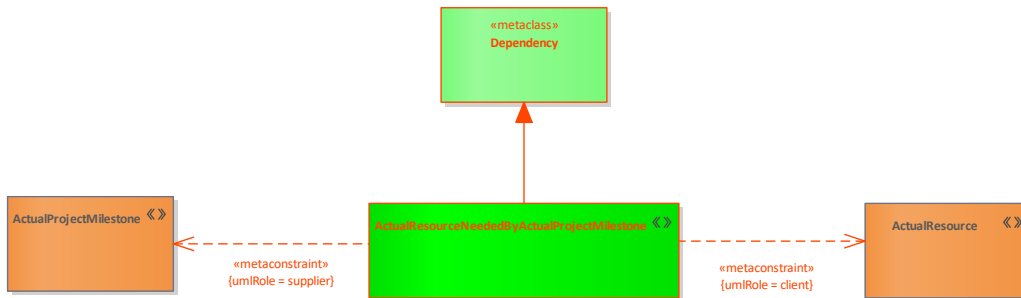 «metaclass»
Dependency
ActualProjectMilestone «»
ActualResourceNeededByActualProjectMilestone «»
ActualResource «»
«metaconstraint»
{umlRole = supplier}
«metaconstraint»
{umlRole = client}